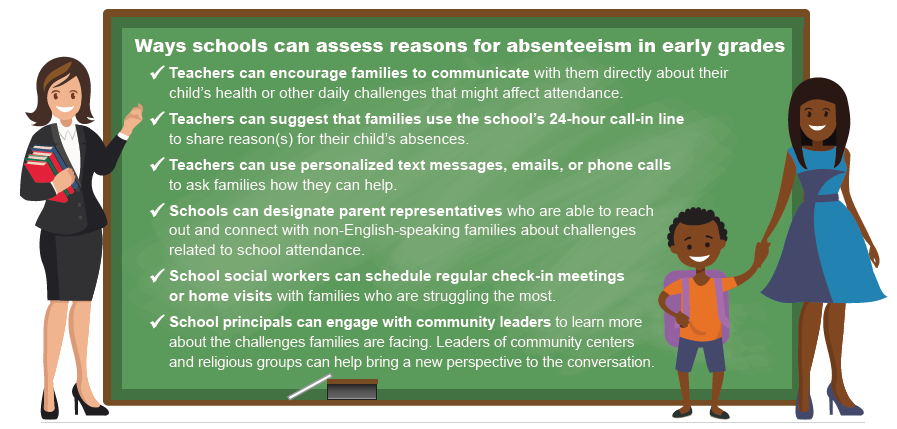 Ways schools can assess reasons for absenteeism in early grades
✓ Teachers can encourage families to communicate with them directly about their
child’s health or other daily challenges that might affect attendance.
✓ Teachers can suggest that families use the school’s 24-hour call-in line
to share reason(s) for their child’s absences.
✓ Teachers can use personalized text messages, emails, or phone calls
to ask families how they can help.
✓ Schools can designate parent representatives who are able to reach
out and connect with non-English-speaking families about challenges
related to school attendance.
✓ School social workers can schedule regular check-in meetings
or home visits with families who are struggling the most.
✓ School principals can engage with community leaders to learn more
about the challenges families are facing. Leaders of community centers
and religious groups can help bring a new perspective to the conversation.